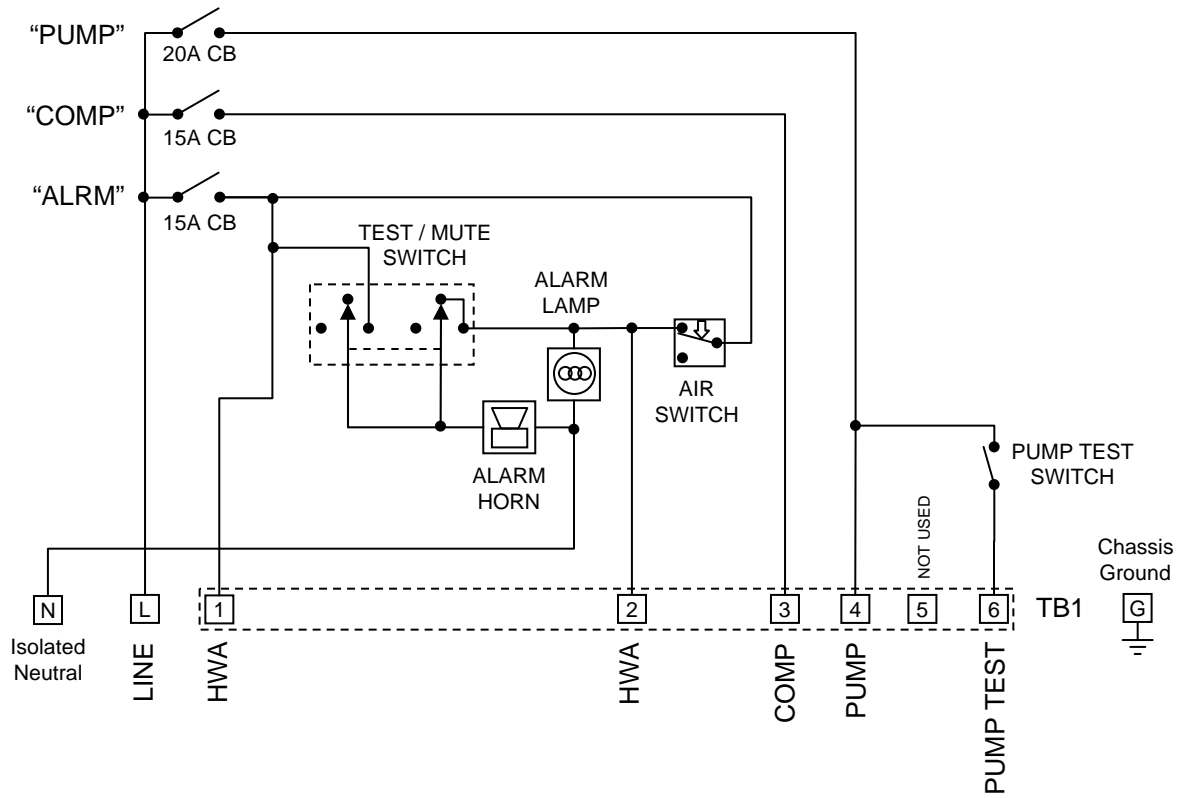 “PUMP”
20A CB
“COMP”
15A CB
“ALRM”
15A CB
TEST / MUTE
SWITCH
ALARM
LAMP
AIR
SWITCH
ALARM
HORN
PUMP TEST
SWITCH
NOT USED
Chassis
Ground
N
L
1
2
3
4
5
6
TB1
G
Isolated
Neutral
LINE
HWA
HWA
COMP
PUMP
PUMP TEST